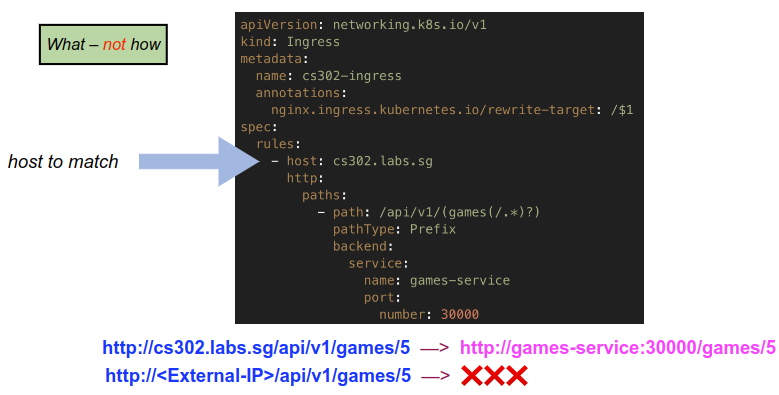 What – not how
apiVersion: networking.k8s.io/v1
kind: Ingress
metadata:
  name: cs302-ingress
  annotations:
    nginx.ingress.kubernetes.io/rewrite-target: /$1
spec:
  rules:
host to match
    - host: cs302.labs.sg
      http:
        paths:
          - path: /api/v1/(games(/.*)?)
            pathType: Prefix
            backend:
              service:
                name: games-service
                port:
                  number: 30000
http://cs302.labs.sg/api/v1/games/5 —> http://games-service:30000/games/5
http://<External-IP>/api/v1/games/5 —> ❌❌❌